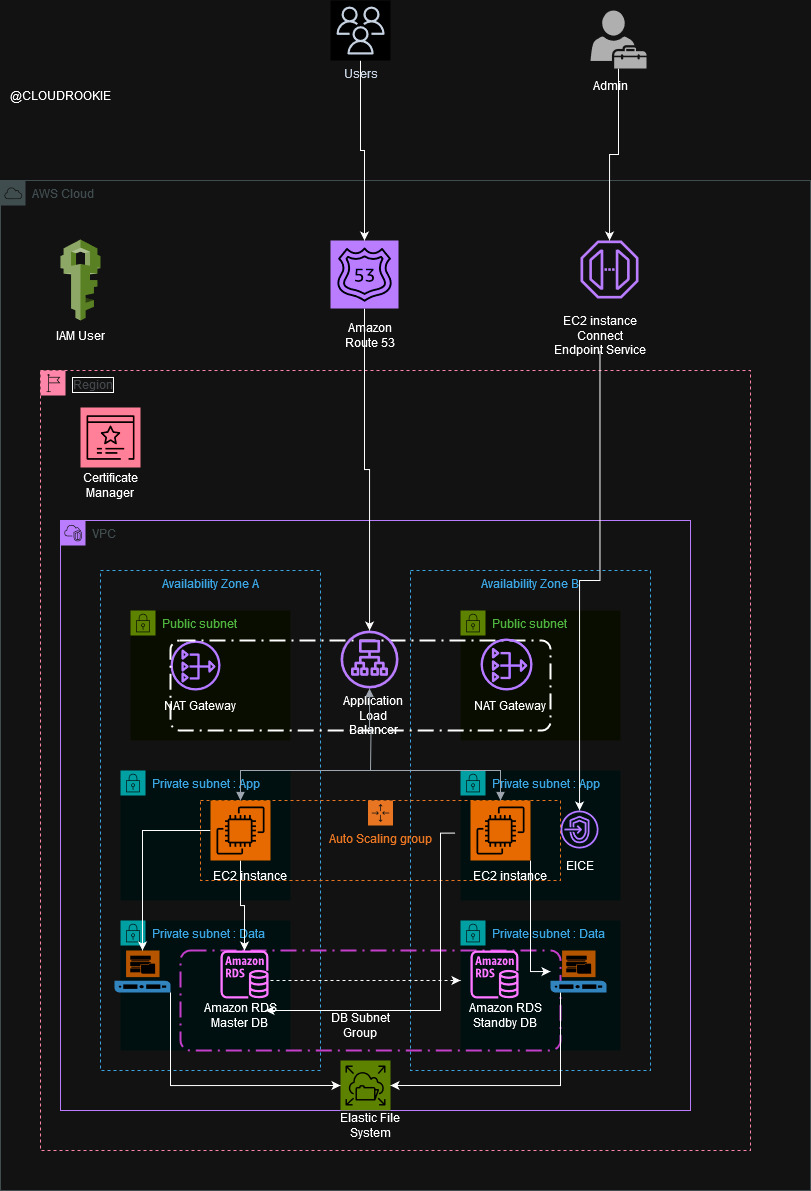 Users
Admin
@CLOUDROOKIE
AWS Cloud
53
IAM User
Amazon
Route 53
EC2 instance
Connect
Endpoint Service
Region
Certificate
Manager
VPC
Availability Zone A
Availability Zone B
Public subnet
Public subnet
NAT Gateway
Application
Load
Balancer
NAT Gateway
Private subnet : App
Private subnet : App
Auto Scaling group
EC2 instance
EC2 instance
EICE
Private subnet : Data
Private subnet : Data
Amazon
RDS
Amazon
RDS
Amazon RDS
Master DB
DB Subnet
Group
Amazon RDS
Standby DB
Elastic File
System